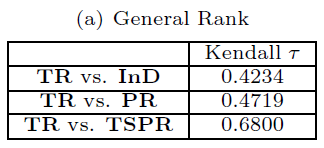 (a) General Rank
Kendall τ
TR vs. InD 0.4234
TR vs. PR 0.4719
TR vs. TSPR 0.6800